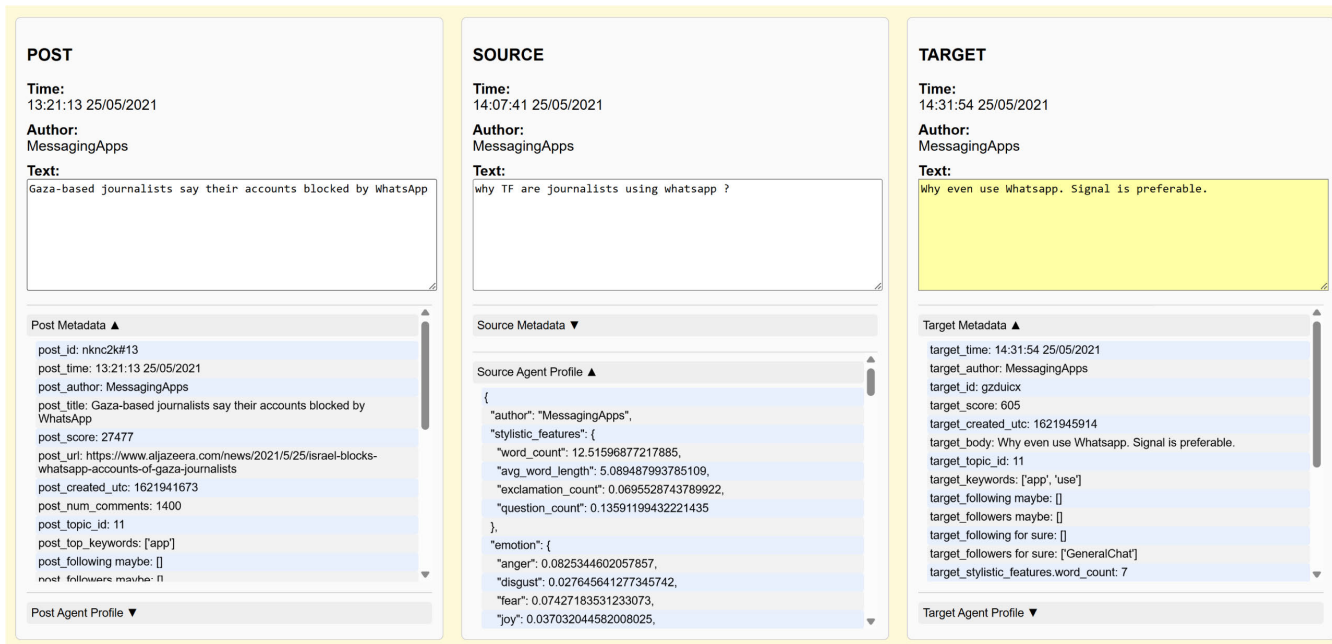 POST
Time:
13:21:13 25/05/2021
Author:
MessagingApps
Text:
Gaza-based journalists say their accounts blocked by WhatsApp
Post Metadata ▲
post_id: nknc2k#13
post_time: 13:21:13 25/05/2021
post_author: MessagingApps
post_title: Gaza-based journalists say their accounts blocked by
WhatsApp
post_score: 27477
post_url: https://www.aljazeera.com/news/2021/5/25/israel-blocks-
whatsapp-accounts-of-gaza-journalists
post_created_utc: 1621941673
post_num_comments: 1400
post_topic_id: 11
post_top_keywords: ['app']
post_following maybe: []
post_followers maybe: []
Post Agent Profile ▼
SOURCE
Time:
14:07:41 25/05/2021
Author:
MessagingApps
Text:
why TF are journalists using whatsapp ?
Source Metadata ▼
Source Agent Profile ▲
{
"author": "MessagingApps",
"stylistic_features": {
"word_count": 12.51596877217885,
"avg_word_length": 5.089487993785109,
"exclamation_count": 0.0695528743789922,
"question_count": 0.13591199432221435
},
"emotion": {
"anger": 0.0825344602057857,
"disgust": 0.027645641277345742,
"fear": 0.07427183531233073,
"joy": 0.037032044582008025,
TARGET
Time:
14:31:54 25/05/2021
Author:
MessagingApps
Text:
Why even use Whatsapp. Signal is preferable.
Target Metadata ▲
target_time: 14:31:54 25/05/2021
target_author: MessagingApps
target_id: gzduicx
target_score: 605
target_created_utc: 1621945914
target_body: Why even use Whatsapp. Signal is preferable.
target_topic_id: 11
target_keywords: ['app', 'use']
target_following maybe: []
target_followers maybe: []
target_following for sure: []
target_followers for sure: ['GeneralChat']
target_stylistic_features.word_count: 7
Target Agent Profile ▼